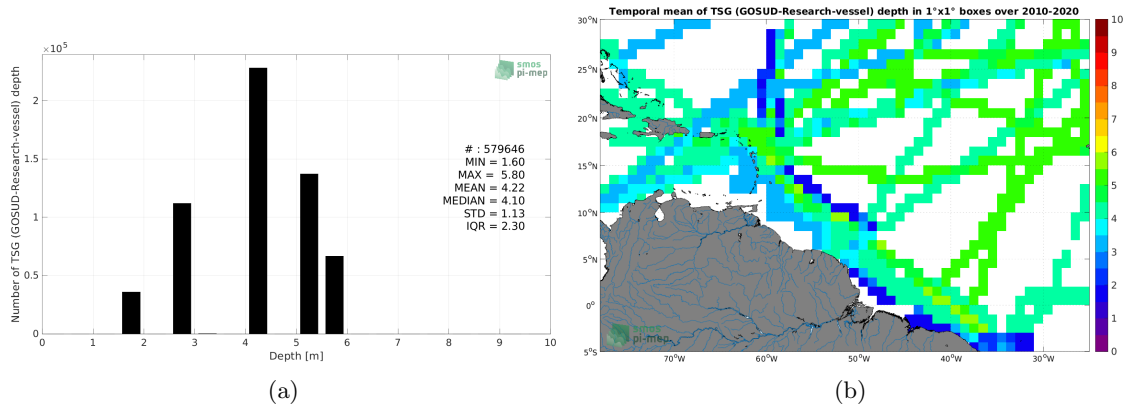 ×10⁵
smos
pi-mep
Number of TSG (GOSUD-Research-vessel) depth
2
1.5
1
0.5
0
# : 579646
MIN = 1.60
MAX = 5.80
MEAN = 4.22
MEDIAN = 4.10
STD = 1.13
IQR = 2.30
0 1 2 3 4 5 6 7 8 9 10
Depth [m]
(a)
Temporal mean of TSG (GOSUD-Research-vessel) depth in 1°x1° boxes over 2010-2020
30°N
25°N
20°N
15°N
10°N
5°N
0°
5°S
70°W 60°W 50°W 40°W 30°W
smos
pi-mep
10
9
8
7
6
5
4
3
2
1
0
(b)